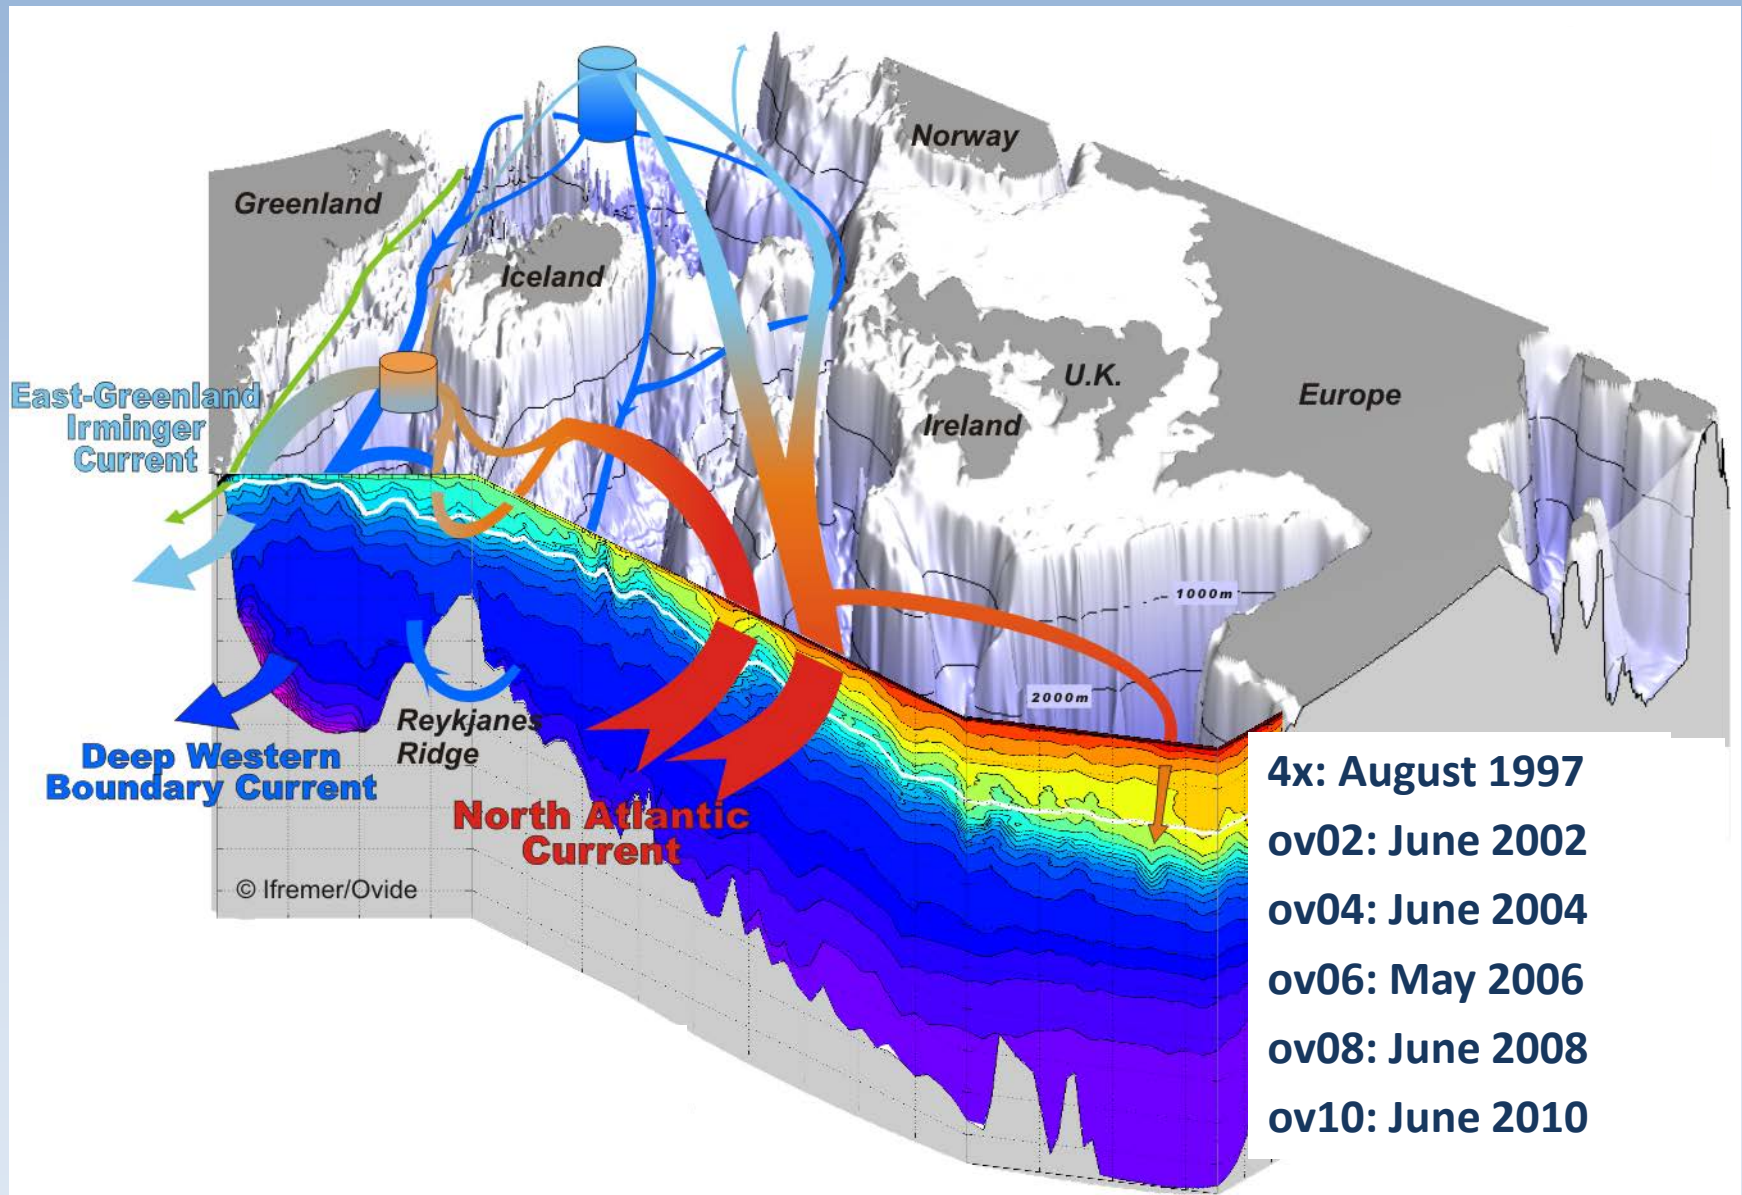 Norway
Greenland
Iceland
U.K.
Europe
Ireland
East-Greenland
Irminger
Current
1000m
2000m
Reykjanes
Ridge
Deep Western
Boundary Current
North Atlantic
Current
© Ifremer/Ovide
4x: August 1997
ov02: June 2002
ov04: June 2004
ov06: May 2006
ov08: June 2008
ov10: June 2010